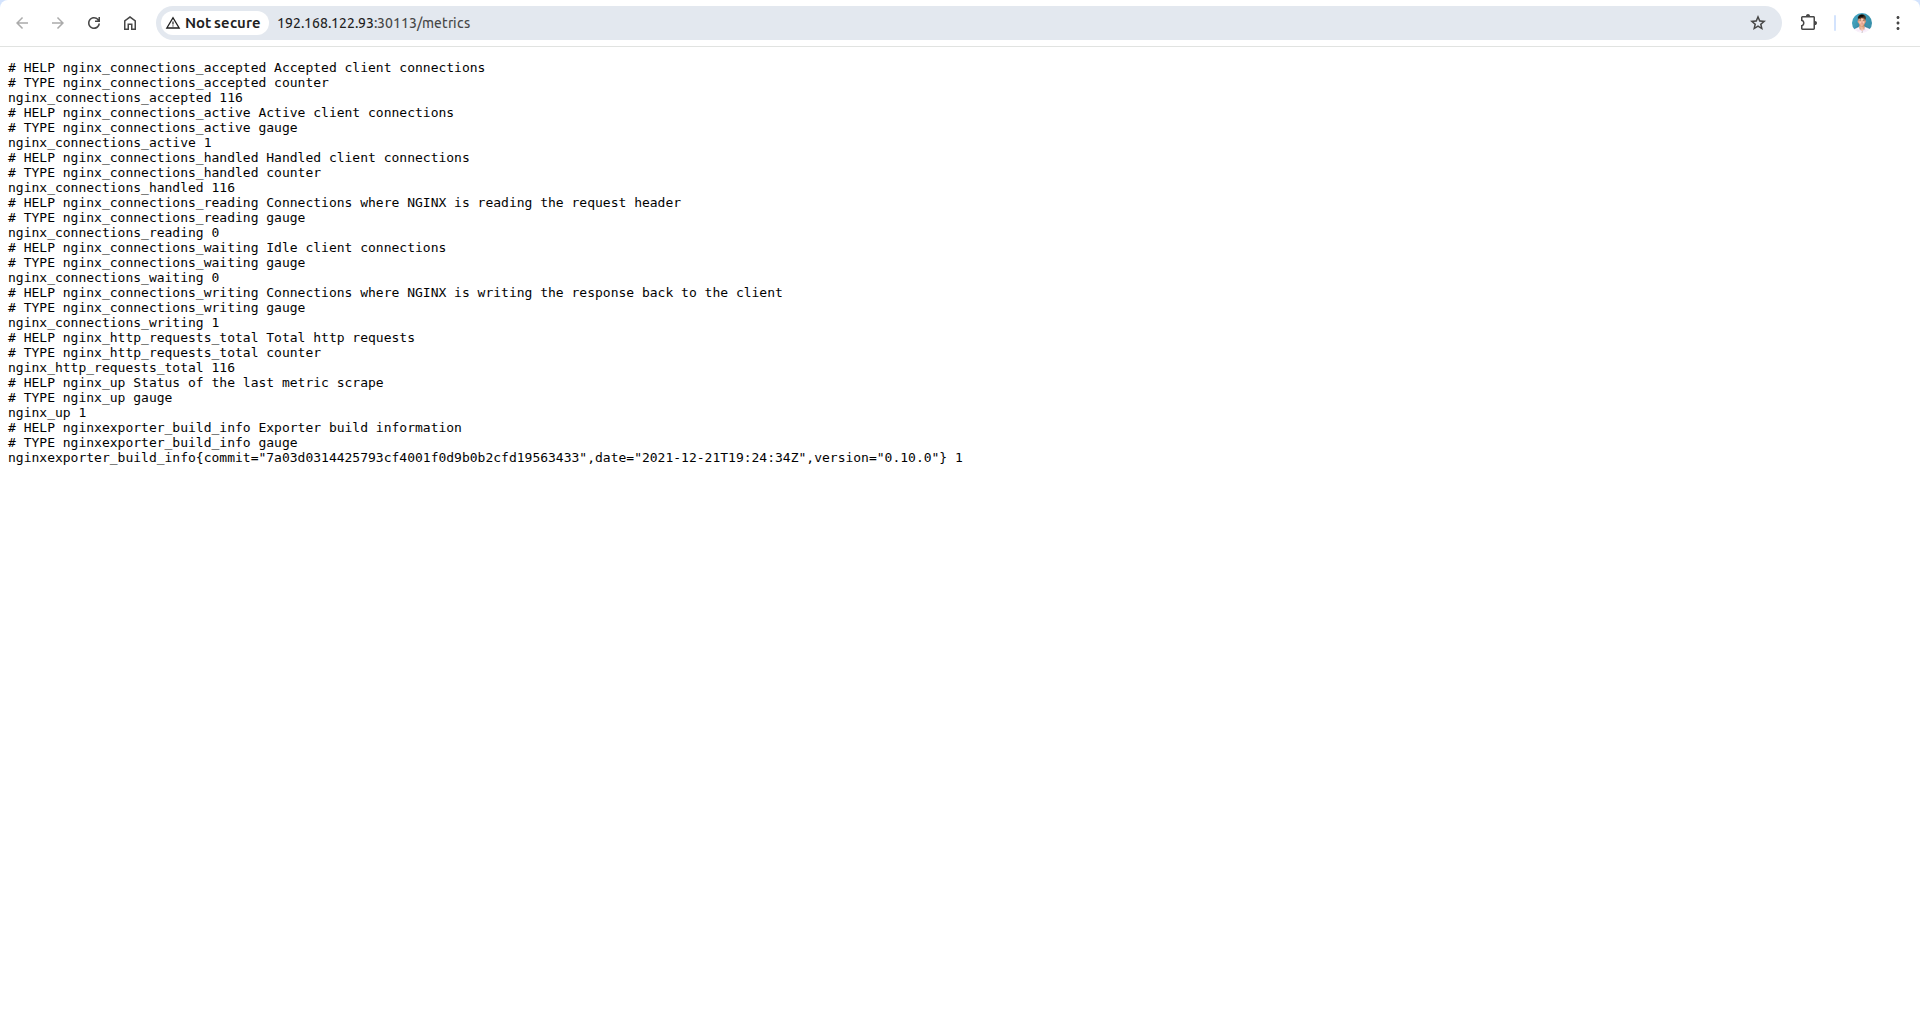 Not secure 192.168.122.93:30113/metrics
# HELP nginx_connections_accepted Accepted client connections
# TYPE nginx_connections_accepted counter
nginx_connections_accepted 116
# HELP nginx_connections_active Active client connections
# TYPE nginx_connections_active gauge
nginx_connections_active 1
# HELP nginx_connections_handled Handled client connections
# TYPE nginx_connections_handled counter
nginx_connections_handled 116
# HELP nginx_connections_reading Connections where NGINX is reading the request header
# TYPE nginx_connections_reading gauge
nginx_connections_reading 0
# HELP nginx_connections_waiting Idle client connections
# TYPE nginx_connections_waiting gauge
nginx_connections_waiting 0
# HELP nginx_connections_writing Connections where NGINX is writing the response back to the client
# TYPE nginx_connections_writing gauge
nginx_connections_writing 1
# HELP nginx_http_requests_total Total http requests
# TYPE nginx_http_requests_total counter
nginx_http_requests_total 116
# HELP nginx_up Status of the last metric scrape
# TYPE nginx_up gauge
nginx_up 1
# HELP nginxexporter_build_info Exporter build information
# TYPE nginxexporter_build_info gauge
nginxexporter_build_info{commit="7a03d0314425793cf4001f0d9b0b2cfd19563433",date="2021-12-21T19:24:34Z",version="0.10.0"} 1